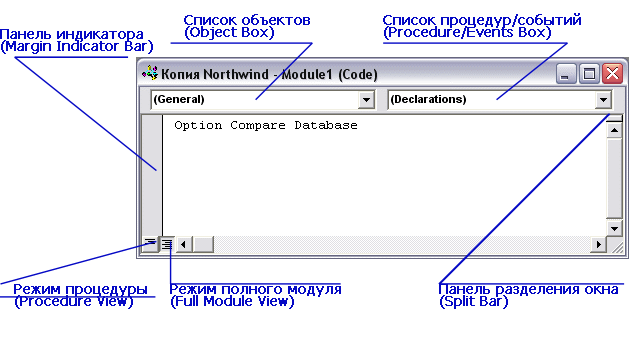 Список объектов
(Object Box)
Список процедур/событий
(Procedure/Events Box)
Панель индикатора
(Margin Indicator Bar)
Копия Northwind - Module1 (Code)
(General)
(Declarations)
Option Compare Database
Режим процедуры
(Procedure View)
Режим полного модуля
(Full Module View)
Панель разделения окна
(Split Bar)